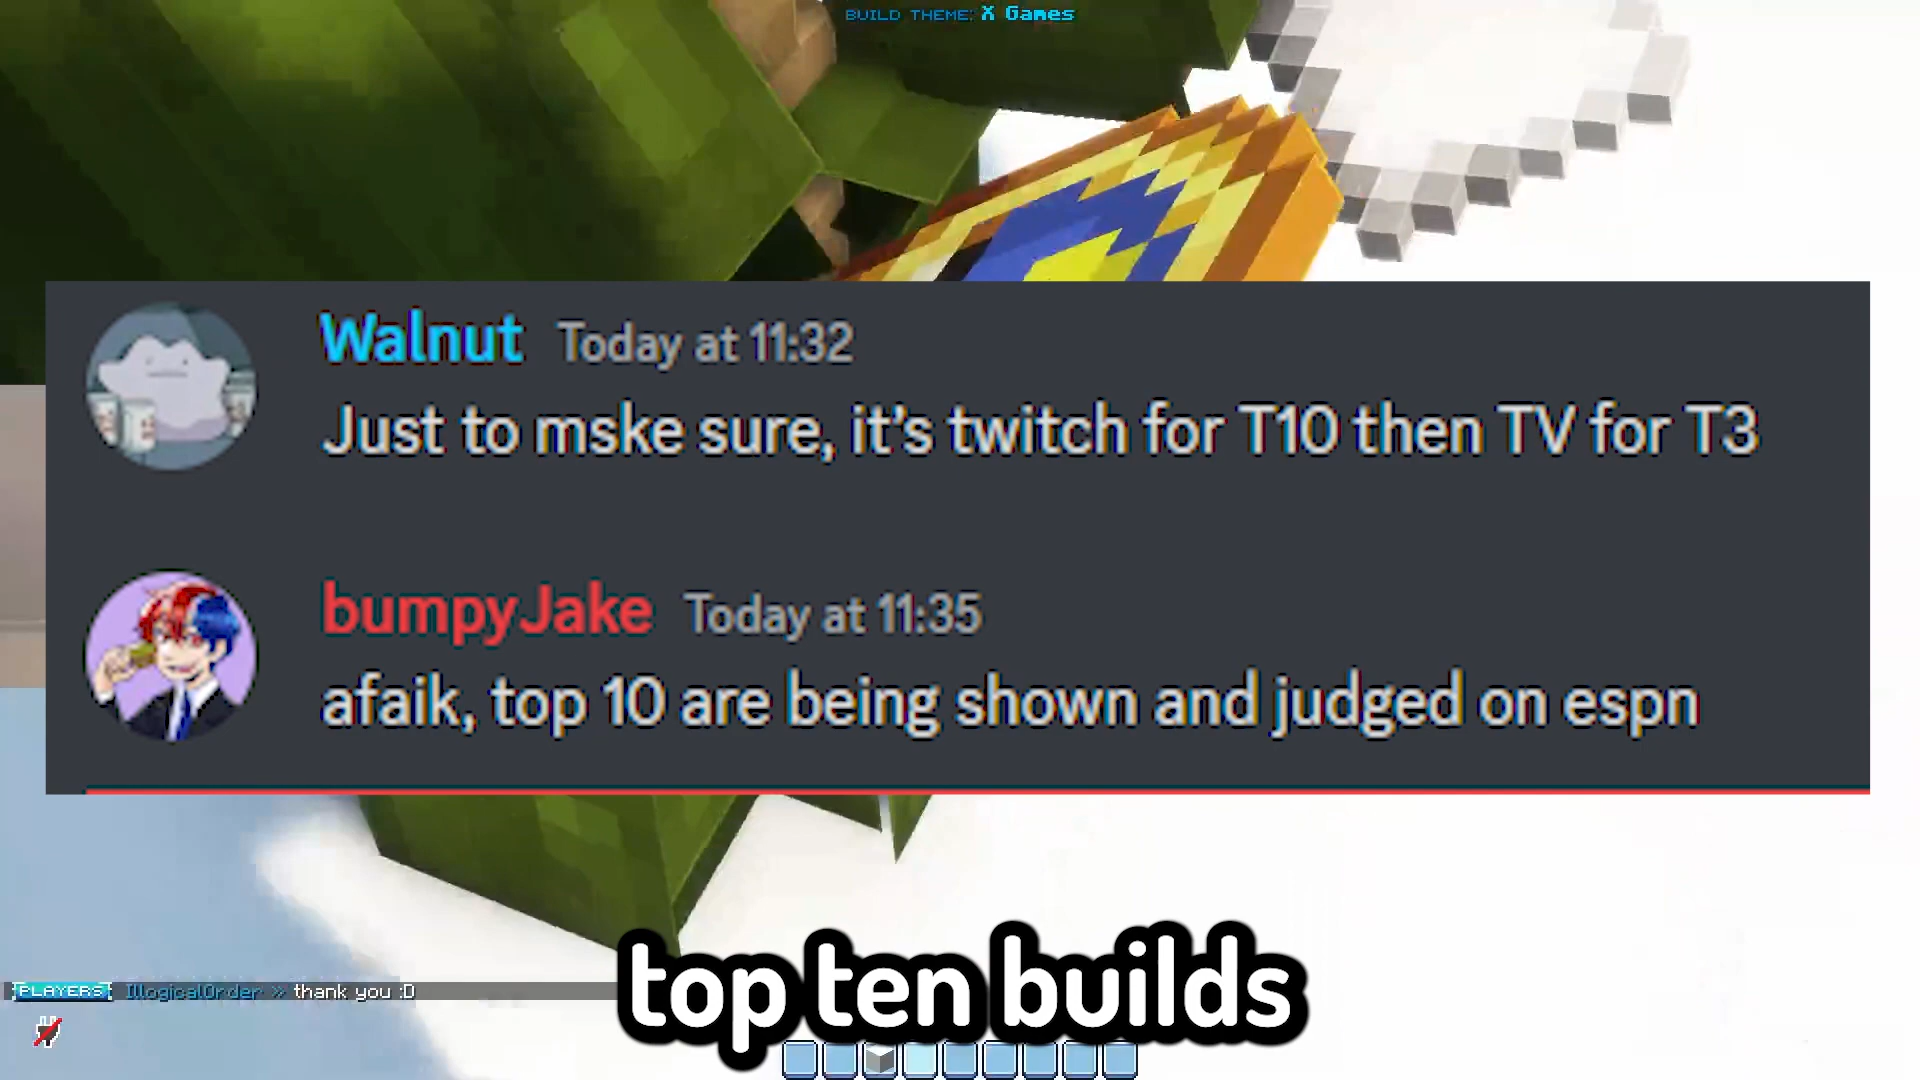 BUILD THEME: X Games
Walnut Today at 11:32
Just to mske sure, it's twitch for T10 then TV for T3
bumpyJake Today at 11:35
afaik, top 10 are being shown and judged on espn
[PLAYERS] IllogicalOrder » thank you :D
top ten builds